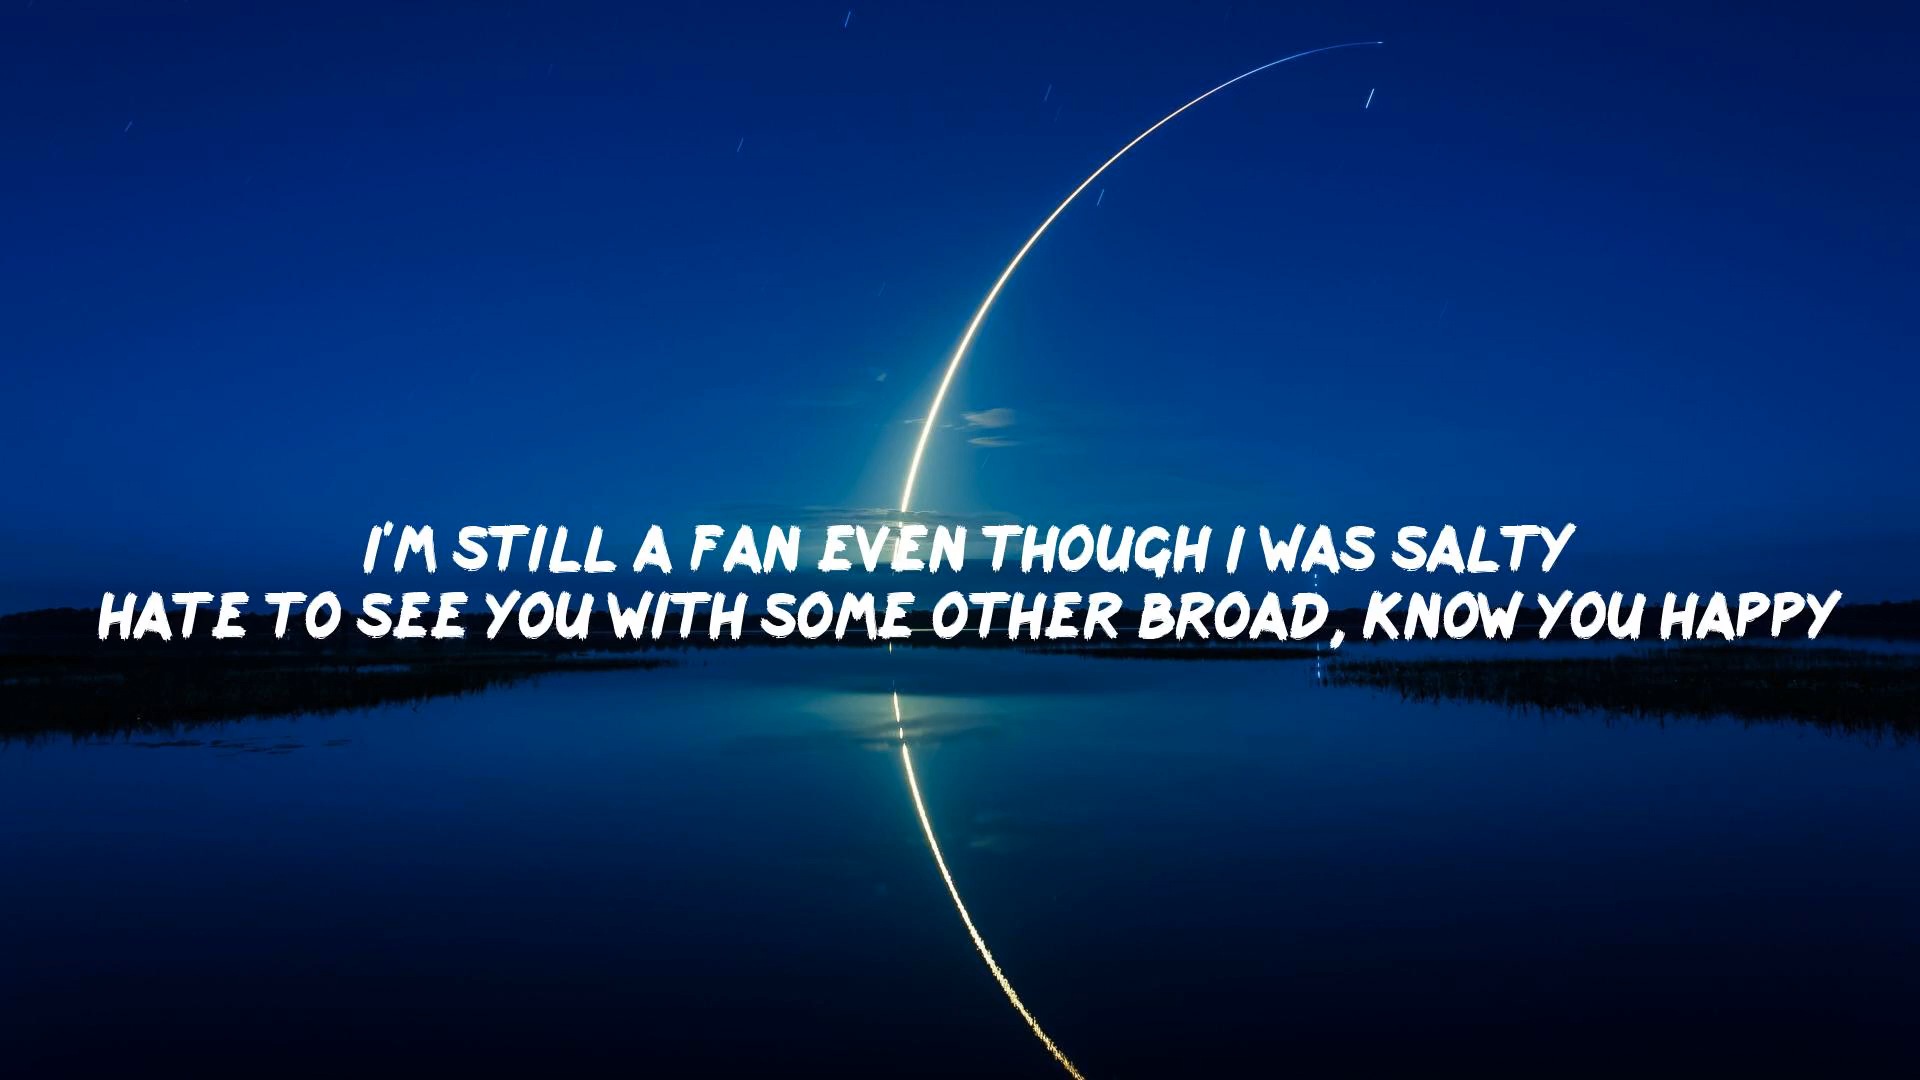 I'M STILL A FAN EVEN THOUGH I WAS SALTY
HATE TO SEE YOU WITH SOME OTHER BROAD, KNOW YOU HAPPY